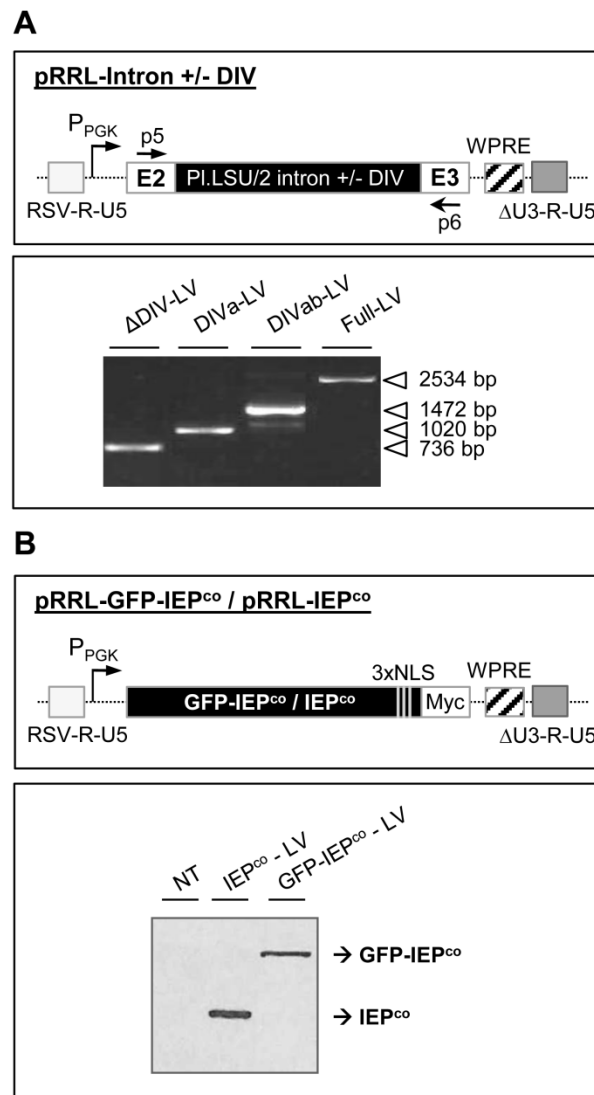 A
pRRL-Intron +/- DIV
P_PGK
p5
WPRE
E2
Pl.LSU/2 intron +/- DIV
E3
RSV-R-U5
p6
ΔU3-R-U5
ΔDIV-LV
DIVa-LV
DIVab-LV
Full-LV
2534 bp
1472 bp
1020 bp
736 bp
B
pRRL-GFP-IEPᶜᵒ / pRRL-IEPᶜᵒ
P_PGK
3xNLS
WPRE
GFP-IEPᶜᵒ / IEPᶜᵒ
Myc
RSV-R-U5
ΔU3-R-U5
NT
IEPᶜᵒ - LV
GFP-IEPᶜᵒ - LV
→ GFP-IEPᶜᵒ
→ IEPᶜᵒ